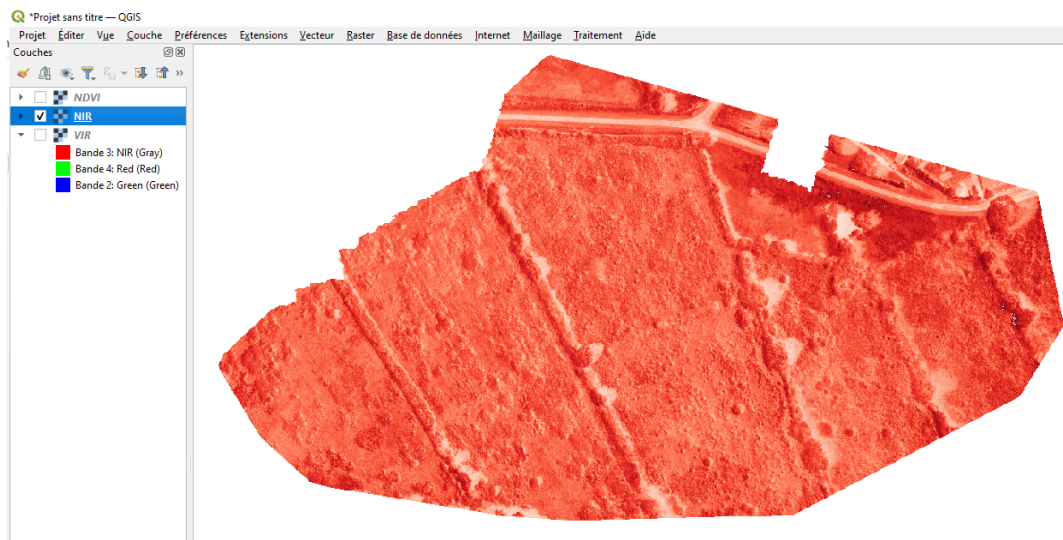 *Projet sans titre — QGIS
Projet Éditer Vue Couche Préférences Extensions Vecteur Raster Base de données Internet Maillage Traitement Aide
Couches
NDVI
NIR
VIR
Bande 3: NIR (Gray)
Bande 4: Red (Red)
Bande 2: Green (Green)